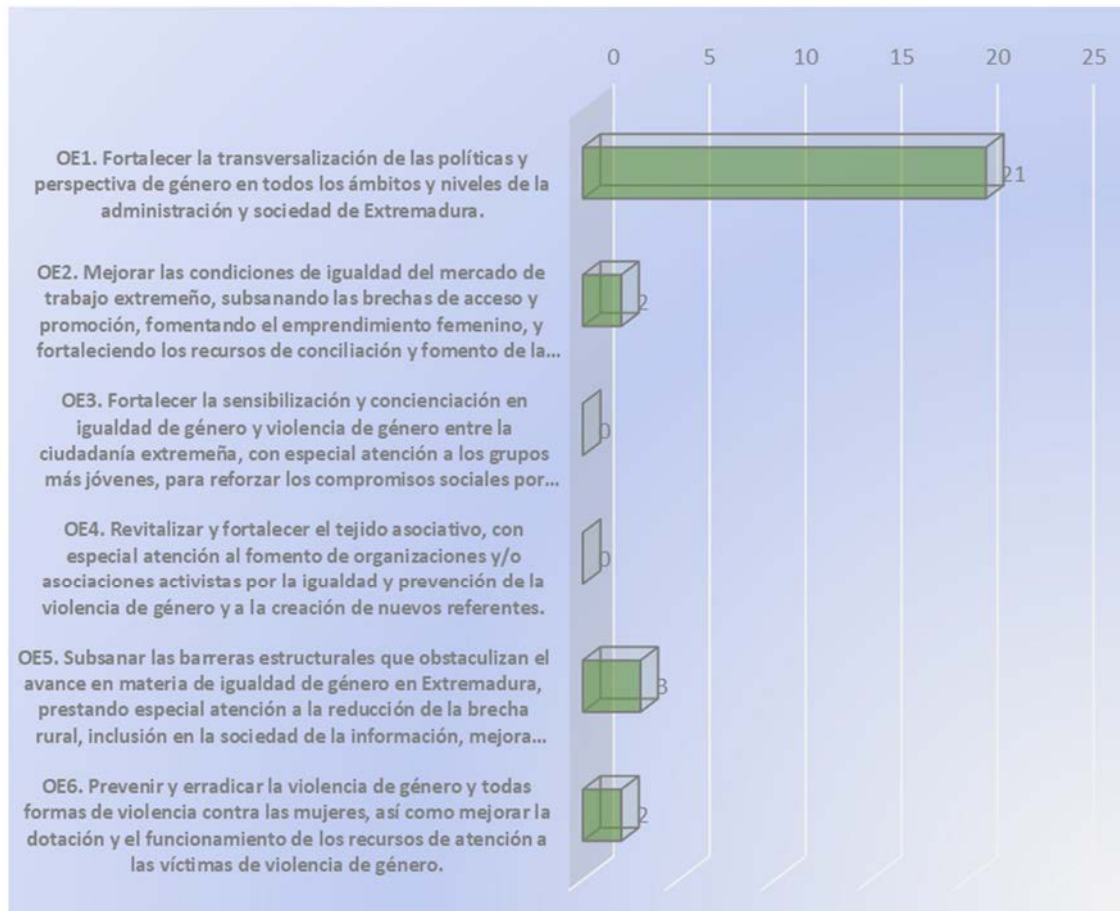 0 5 10 15 20 25
OE1. Fortalecer la transversalización de las políticas y
perspectiva de género en todos los ámbitos y niveles de la
administración y sociedad de Extremadura.
21
OE2. Mejorar las condiciones de igualdad del mercado de
trabajo extremeño, subsanando las brechas de acceso y
promoción, fomentando el emprendimiento femenino, y
fortaleciendo los recursos de conciliación y fomento de la...
2
OE3. Fortalecer la sensibilización y concienciación en
igualdad de género y violencia de género entre la
ciudadanía extremeña, con especial atención a los grupos
más jóvenes, para reforzar los compromisos sociales por...
0
OE4. Revitalizar y fortalecer el tejido asociativo, con
especial atención al fomento de organizaciones y/o
asociaciones activistas por la igualdad y prevención de la
violencia de género y a la creación de nuevos referentes.
0
OE5. Subsanar las barreras estructurales que obstaculizan el
avance en materia de igualdad de género en Extremadura,
prestando especial atención a la reducción de la brecha
rural, inclusión en la sociedad de la información, mejora...
3
OE6. Prevenir y erradicar la violencia de género y todas
formas de violencia contra las mujeres, así como mejorar la
dotación y el funcionamiento de los recursos de atención a
las víctimas de violencia de género.
2